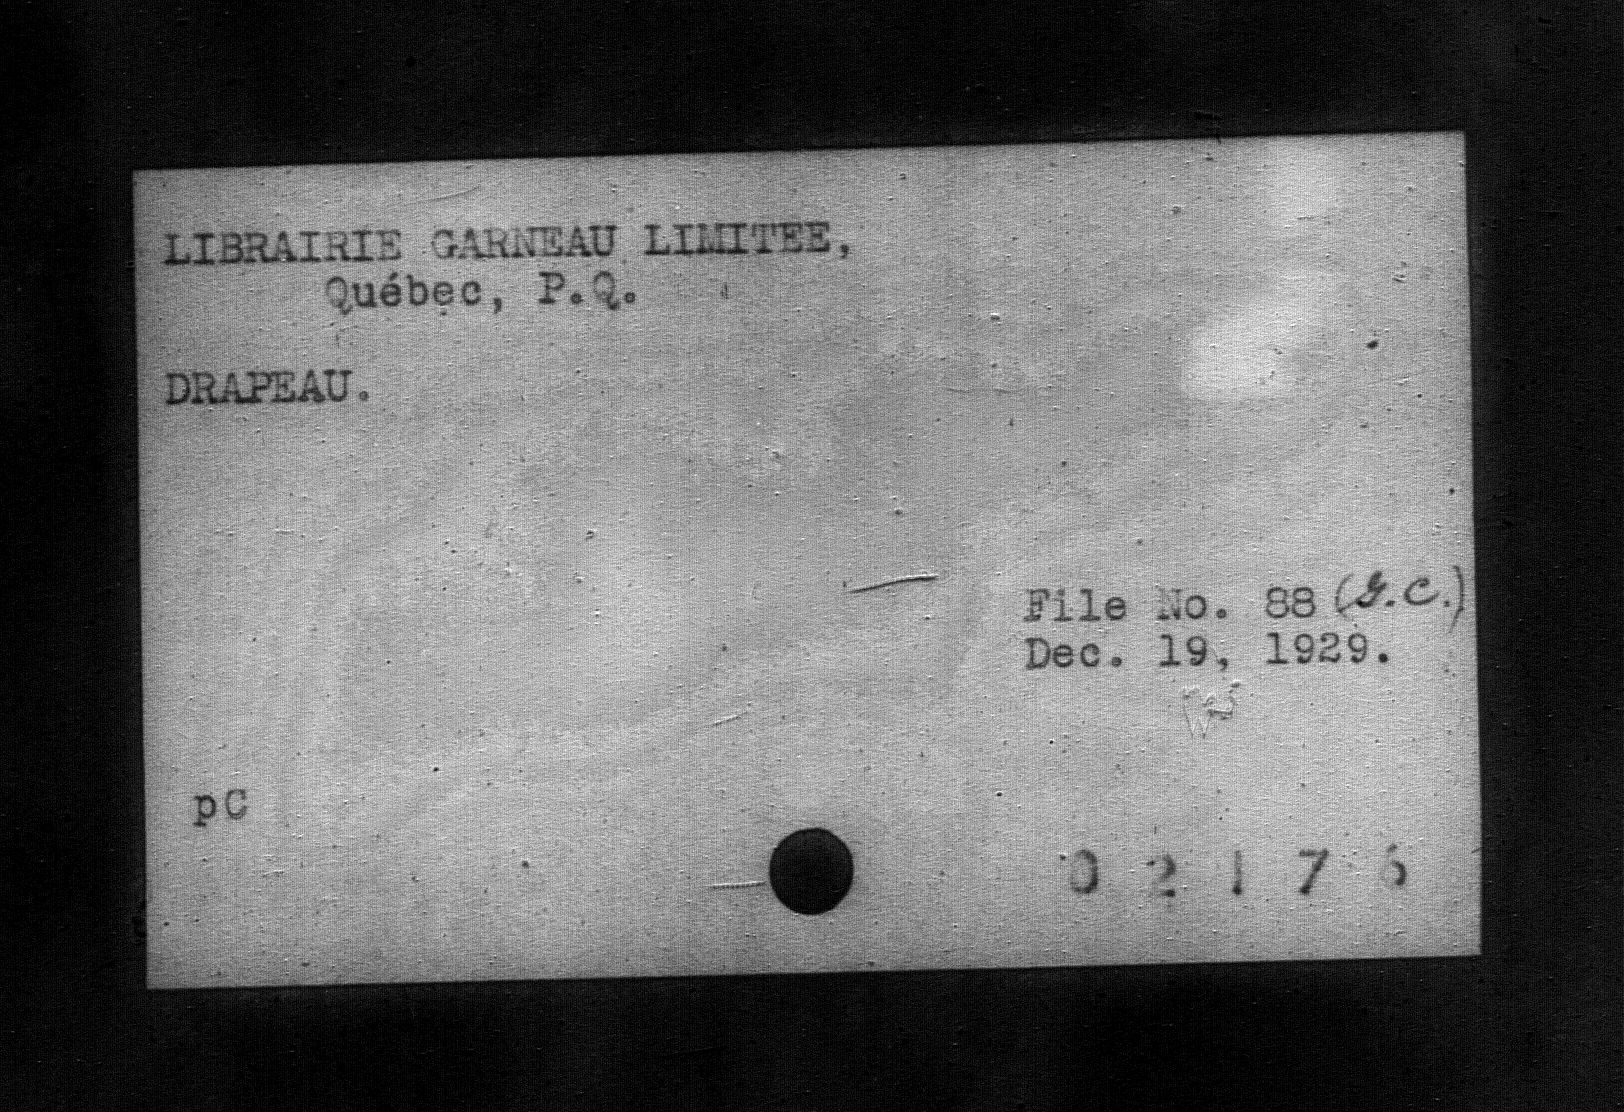 LIBRAIRIE GARNEAU LIMITEE,
Québec, P.Q.
DRAPEAU.
File No. 88 (G.C.)
Dec. 19, 1929.
pC
02176